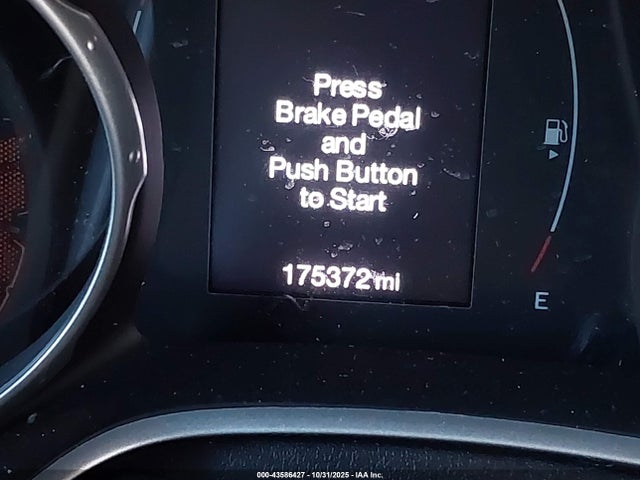 Press
Brake Pedal
and
Push Button
to Start
175372 mi
E
000-43586427 - 10/31/2025 - IAA Inc.